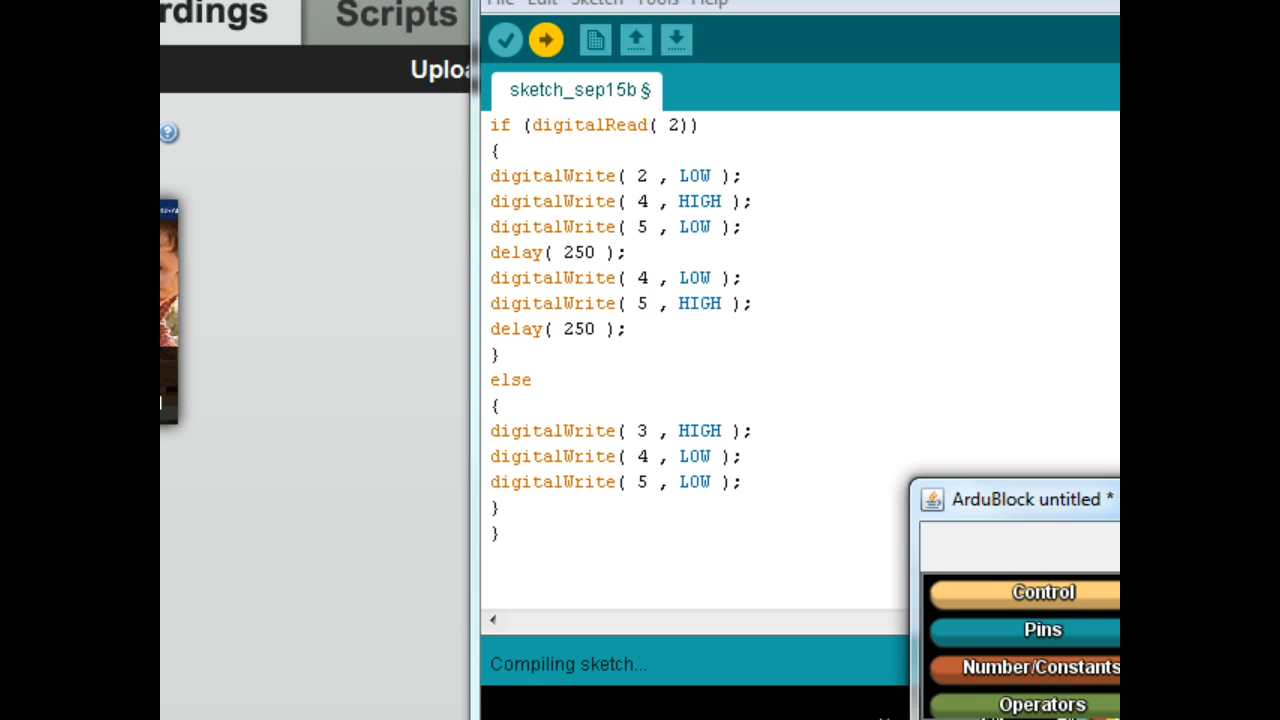 rdings
Scripts
Uploa
sketch_sep15b §
if (digitalRead( 2))
{
digitalWrite( 2 , LOW );
digitalWrite( 4 , HIGH );
digitalWrite( 5 , LOW );
delay( 250 );
digitalWrite( 4 , LOW );
digitalWrite( 5 , HIGH );
delay( 250 );
}
else
{
digitalWrite( 3 , HIGH );
digitalWrite( 4 , LOW );
digitalWrite( 5 , LOW );
}
}
Compiling sketch...
ArduBlock untitled *
Control
Pins
Number/Constants
Operators